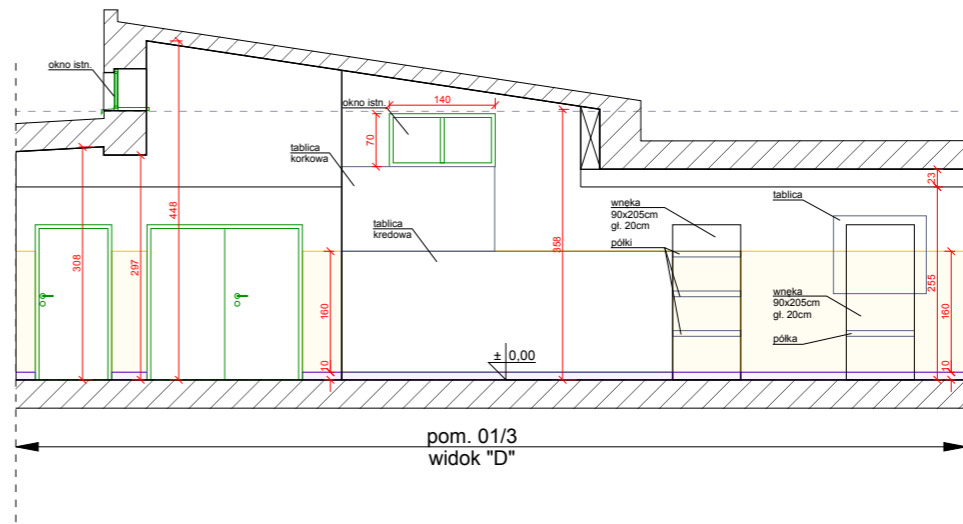 okno istn.
okno istn.
140
70
tablica
korkowa
448
tablica
kredowa
358
308
297
160
10
± 0,00
wnęka
90x205cm
gł. 20cm
półki
tablica
23
255
wnęka
90x205cm
gł. 20cm
półka
160
10
pom. 01/3
widok "D"